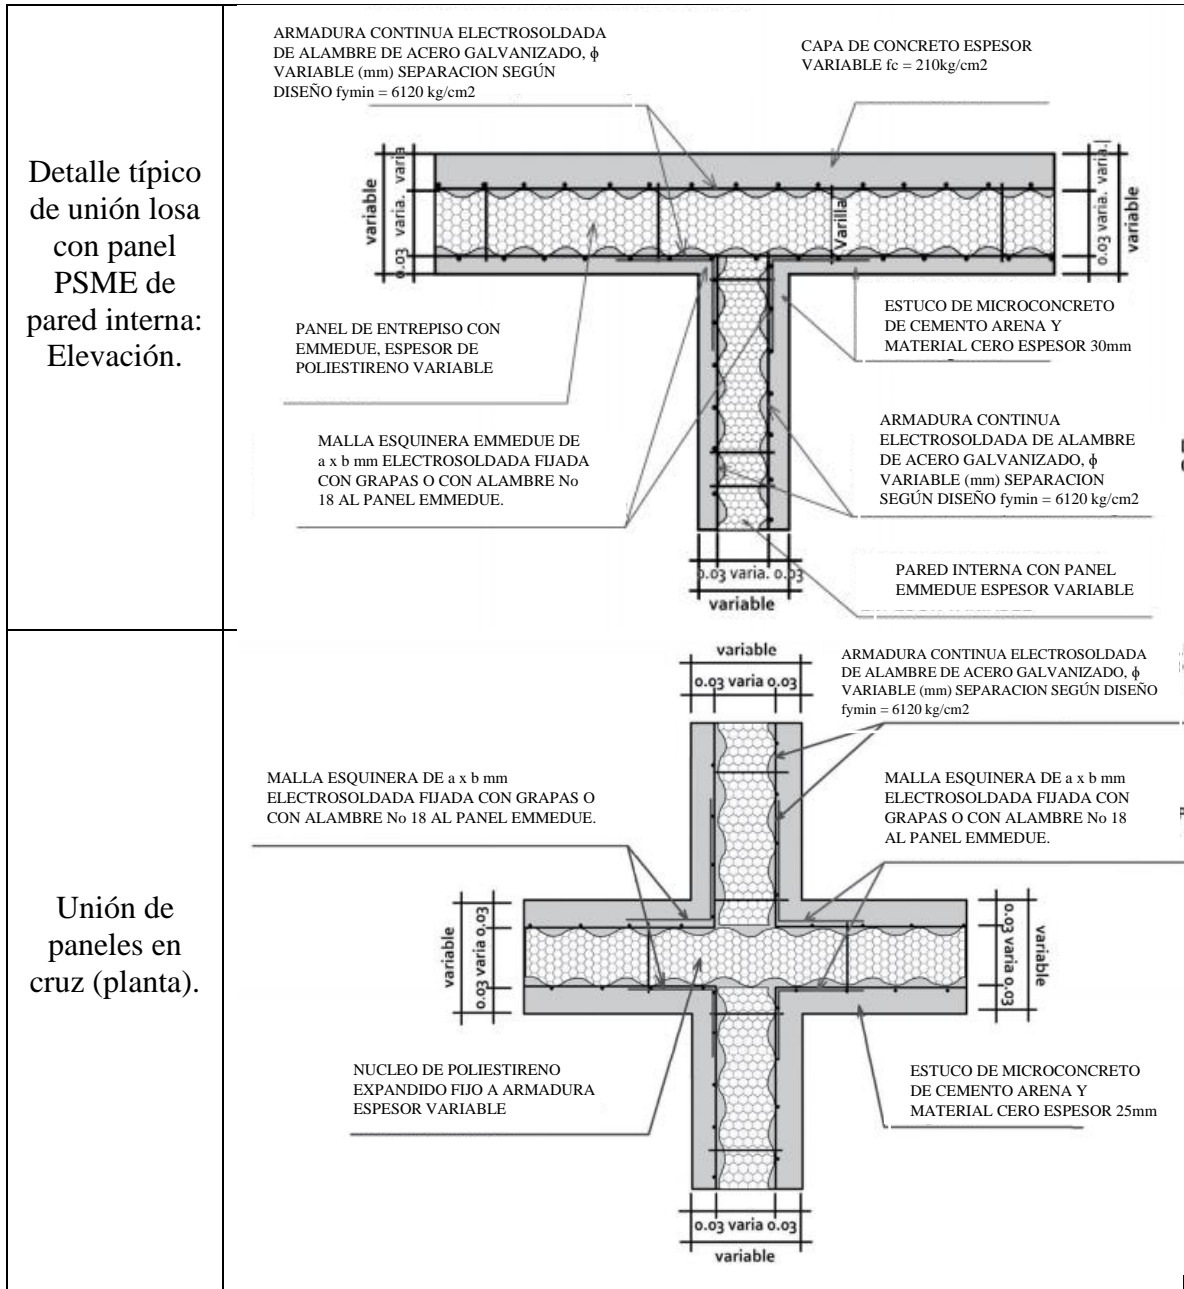 Detalle típico
de unión losa
con panel
PSME de
pared interna:
Elevación.
ARMADURA CONTINUA ELECTROSOLDADA
DE ALAMBRE DE ACERO GALVANIZADO, ϕ
VARIABLE (mm) SEPARACION SEGÚN
DISEÑO fymin = 6120 kg/cm2
CAPA DE CONCRETO ESPESOR
VARIABLE fc = 210kg/cm2
variable
0.03 varia. varia
Varilla
0.03 varia. varia.
variable
PANEL DE ENTREPISO CON
EMMEDUE, ESPESOR DE
POLIESTIRENO VARIABLE
ESTUCO DE MICROCONCRETO
DE CEMENTO ARENA Y
MATERIAL CERO ESPESOR 30mm
MALLA ESQUINERA EMMEDUE DE
a x b mm ELECTROSOLDADA FIJADA
CON GRAPAS O CON ALAMBRE No
18 AL PANEL EMMEDUE.
ARMADURA CONTINUA
ELECTROSOLDADA DE ALAMBRE
DE ACERO GALVANIZADO, ϕ
VARIABLE (mm) SEPARACION
SEGÚN DISEÑO fymin = 6120 kg/cm2
0.03 varia. 0.03
variable
PARED INTERNA CON PANEL
EMMEDUE ESPESOR VARIABLE
Unión de
paneles en
cruz (planta).
variable
0.03 varia 0.03
ARMADURA CONTINUA ELECTROSOLDADA
DE ALAMBRE DE ACERO GALVANIZADO, ϕ
VARIABLE (mm) SEPARACION SEGÚN DISEÑO
fymin = 6120 kg/cm2
MALLA ESQUINERA DE a x b mm
ELECTROSOLDADA FIJADA CON GRAPAS O
CON ALAMBRE No 18 AL PANEL EMMEDUE.
MALLA ESQUINERA DE a x b mm
ELECTROSOLDADA FIJADA CON
GRAPAS O CON ALAMBRE No 18
AL PANEL EMMEDUE.
variable
0.03 varia 0.03
0.03 varia 0.03
variable
NUCLEO DE POLIESTIRENO
EXPANDIDO FIJO A ARMADURA
ESPESOR VARIABLE
ESTUCO DE MICROCONCRETO
DE CEMENTO ARENA Y
MATERIAL CERO ESPESOR 25mm
0.03 varia 0.03
variable